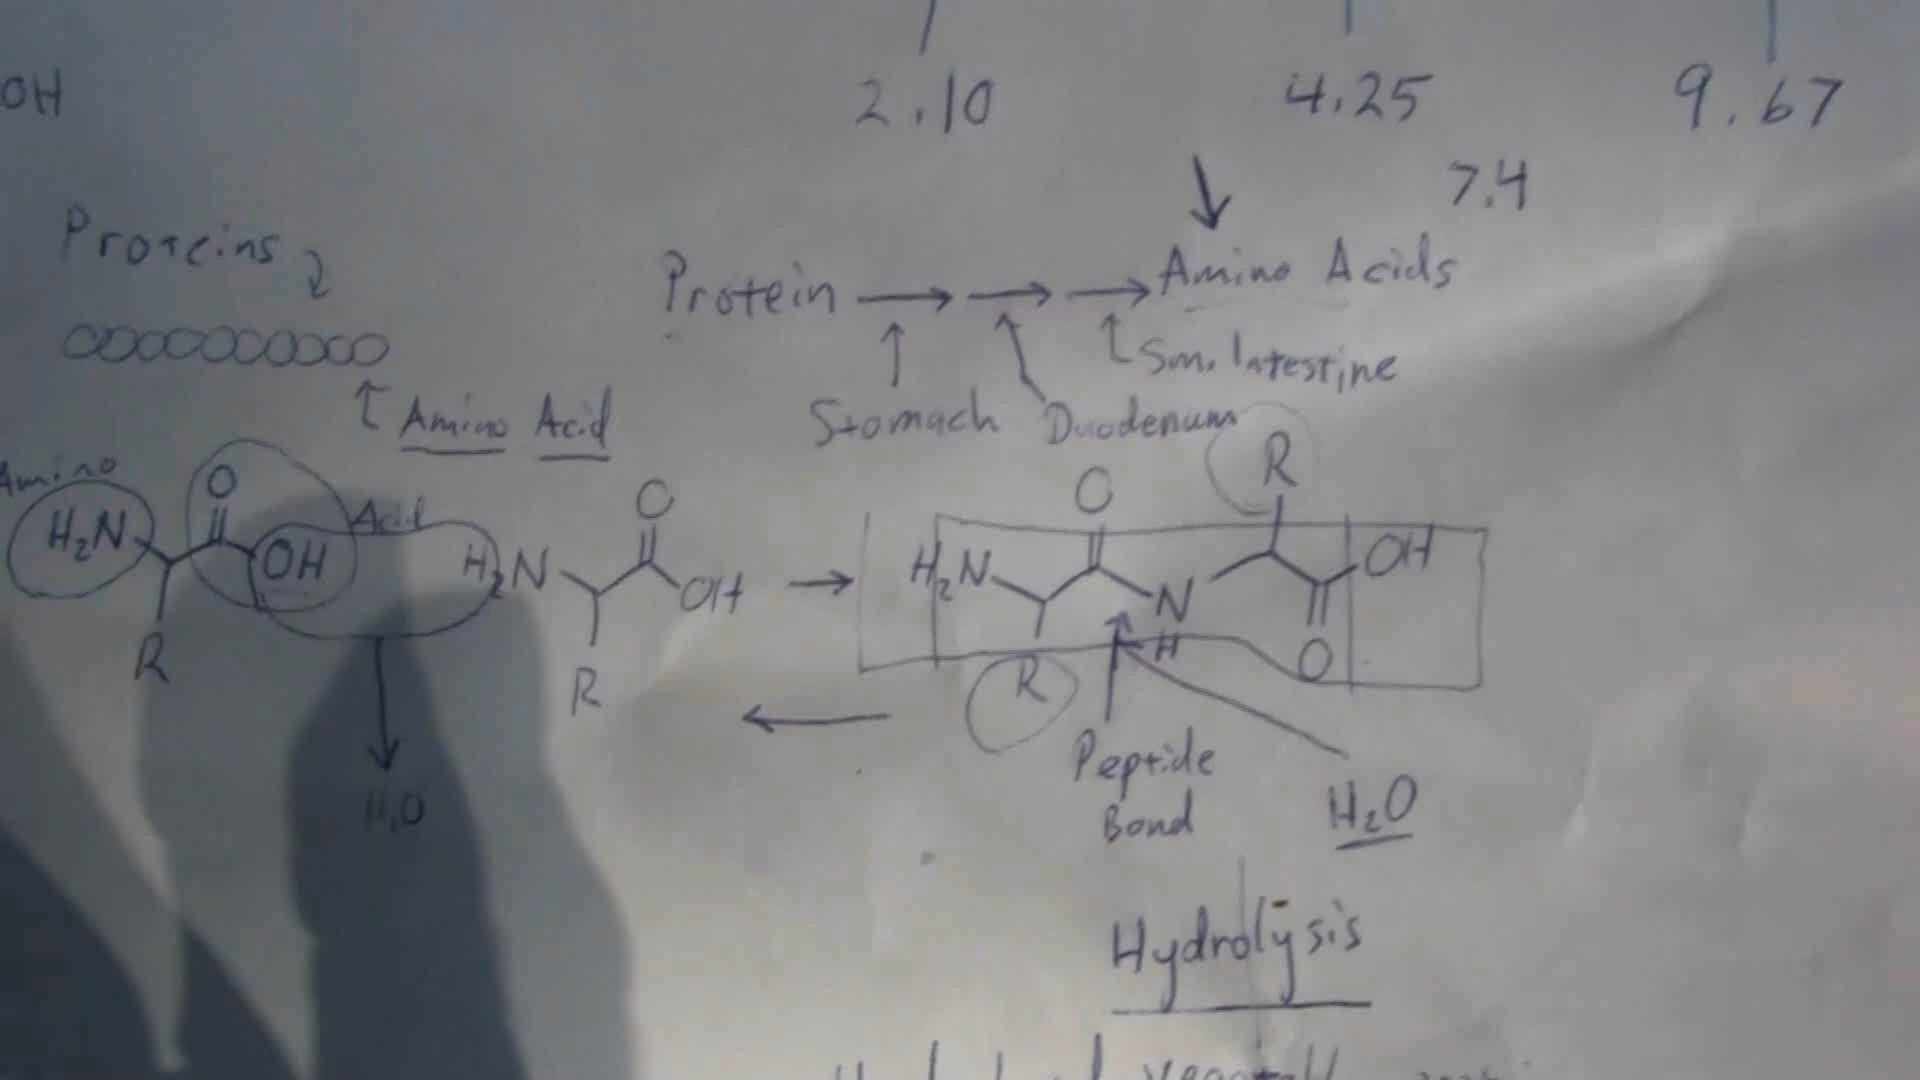 OH
2.10 4.25 9.67
7.4
Proteins
Amino Acid
Protein → → → Amino Acids
Stomach Duodenum Sm. Intestine
Amino
Acid
O
H₂N OH
R
O
H₂N OH
R
→
O R
H₂N N OH
H
R O
←
H₂O
Peptide
Bond
H₂O
Hydrolysis